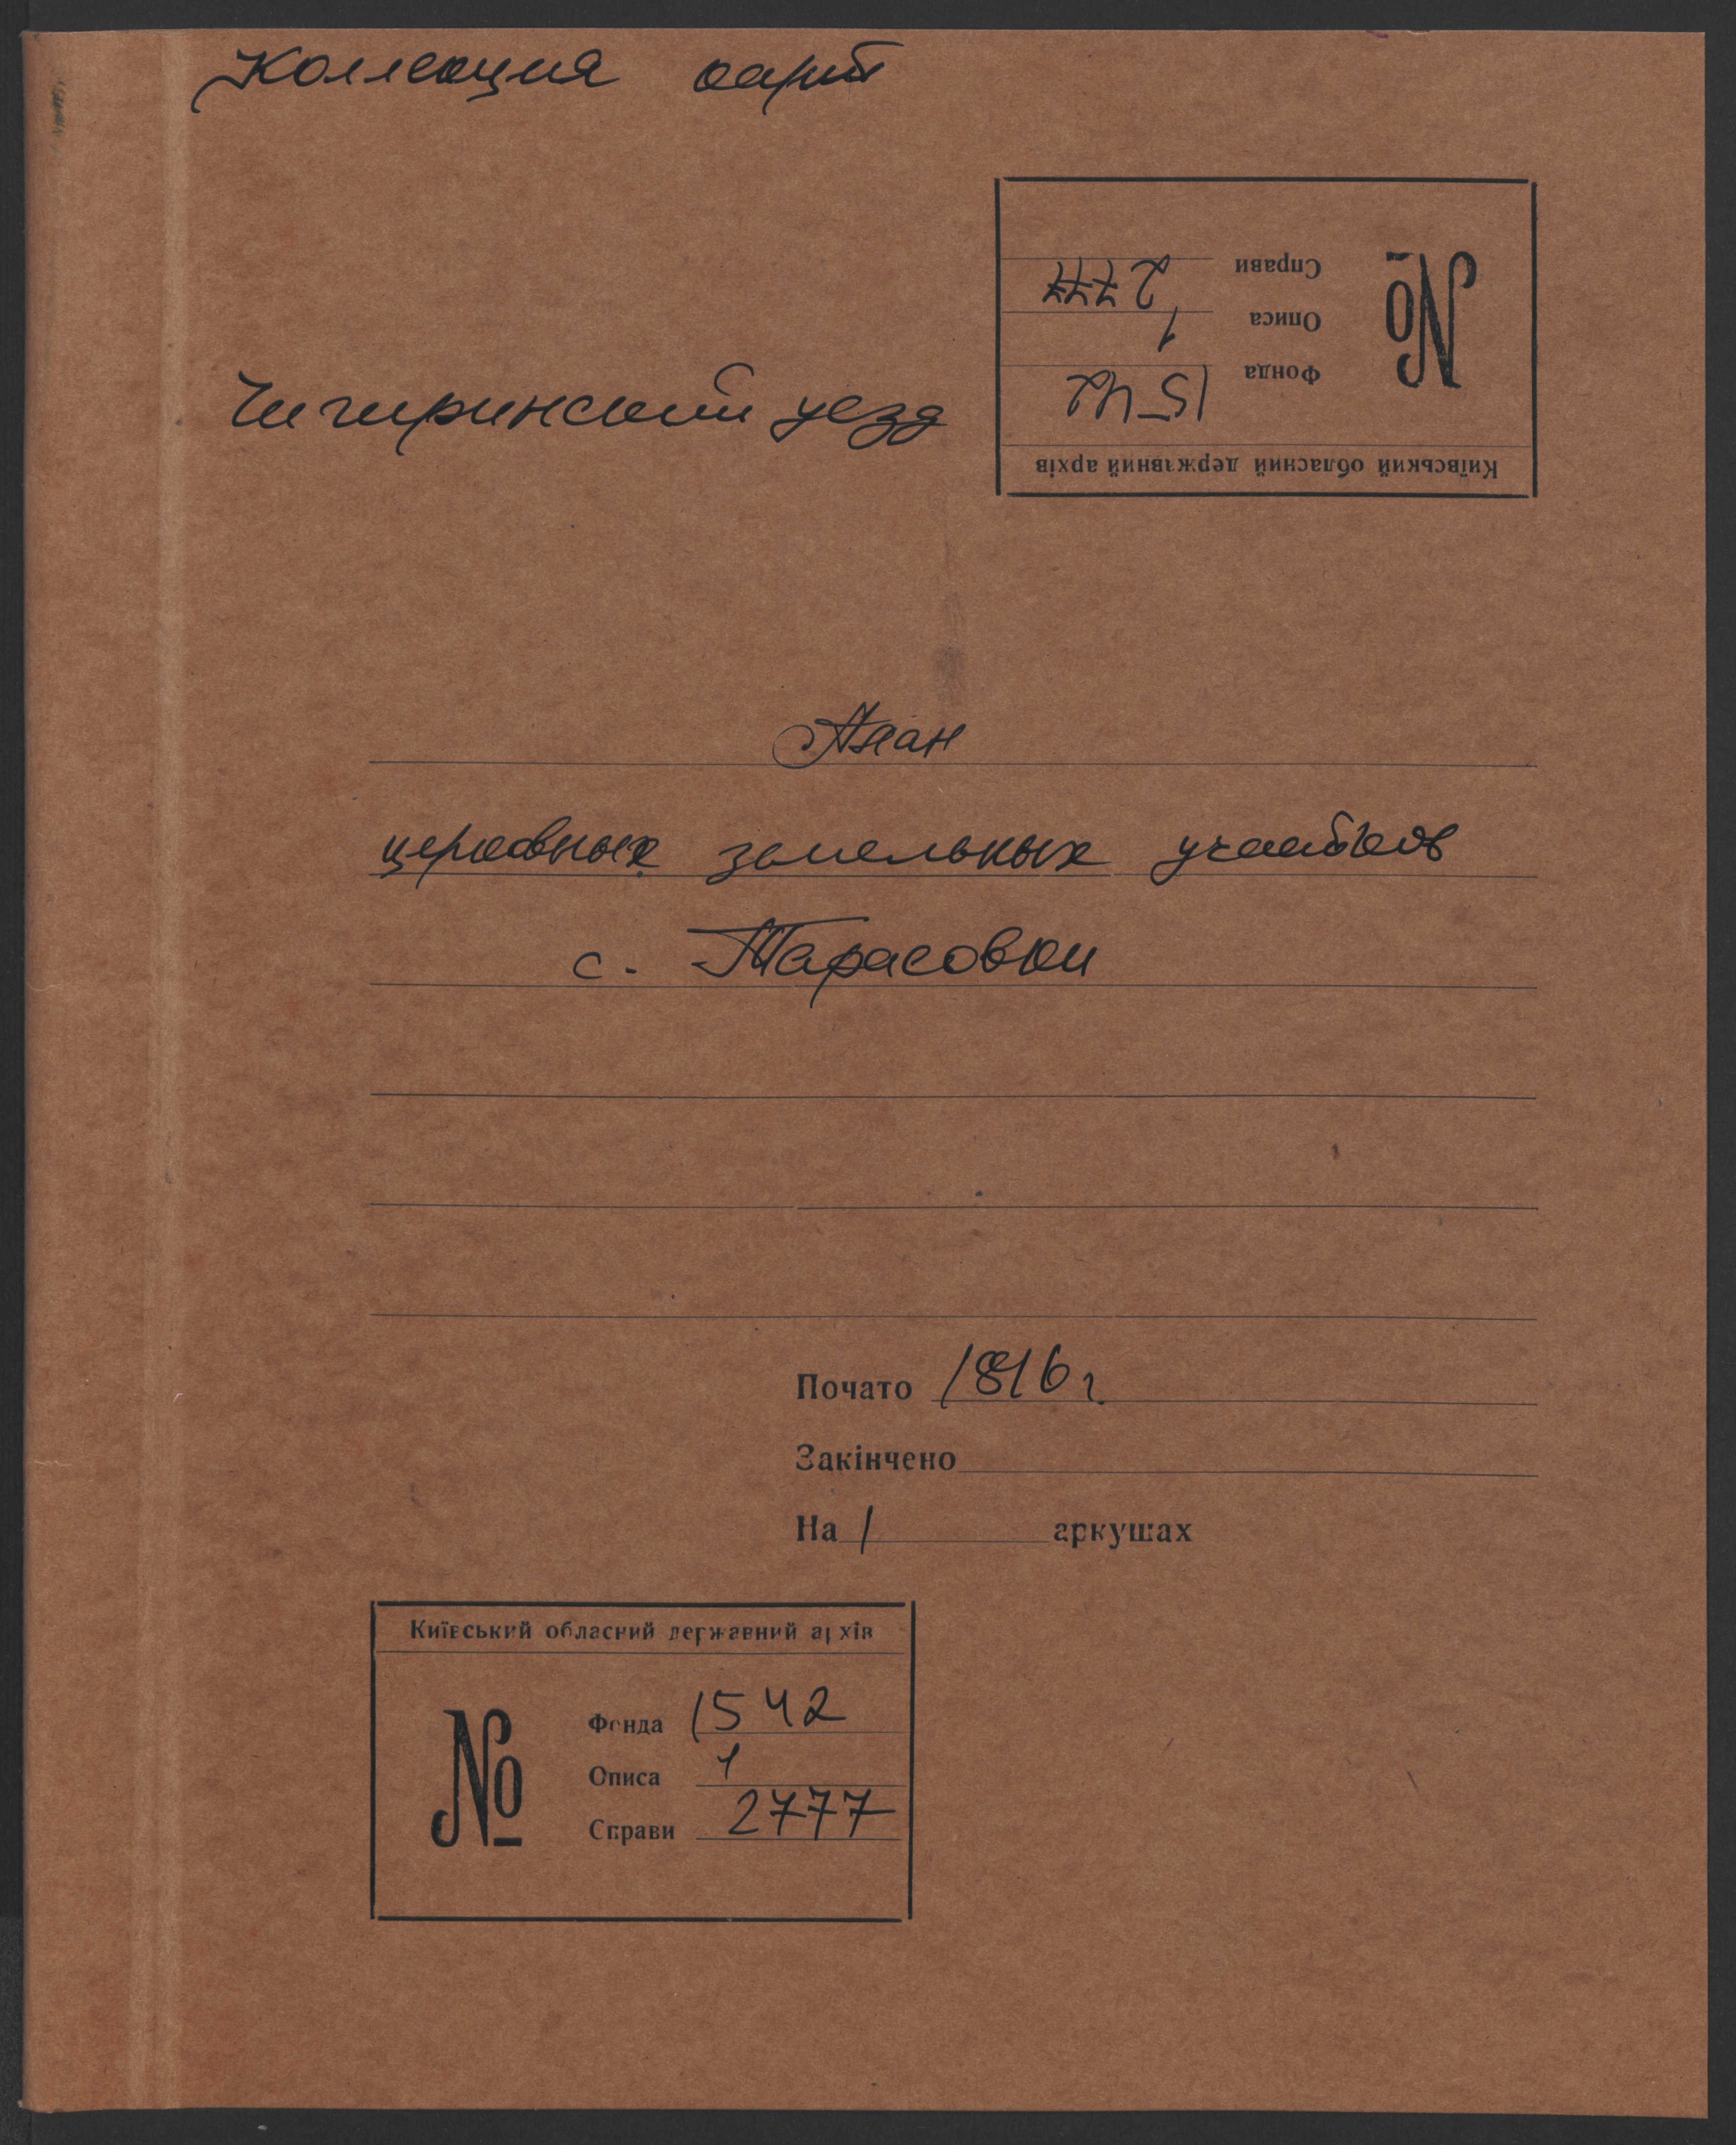 Коллекция карт
Справи 2777
Описа 1
Фонда 1542
№
Київський обласний державний архів
Чигиринский уезд
План
церковных земельных участков
с. Тарасовки
Почато 1816 г.
Закінчено
На 1 аркушах
Київський обласний державний архів
№
Фонда 1542
Описа 1
Справи 2777